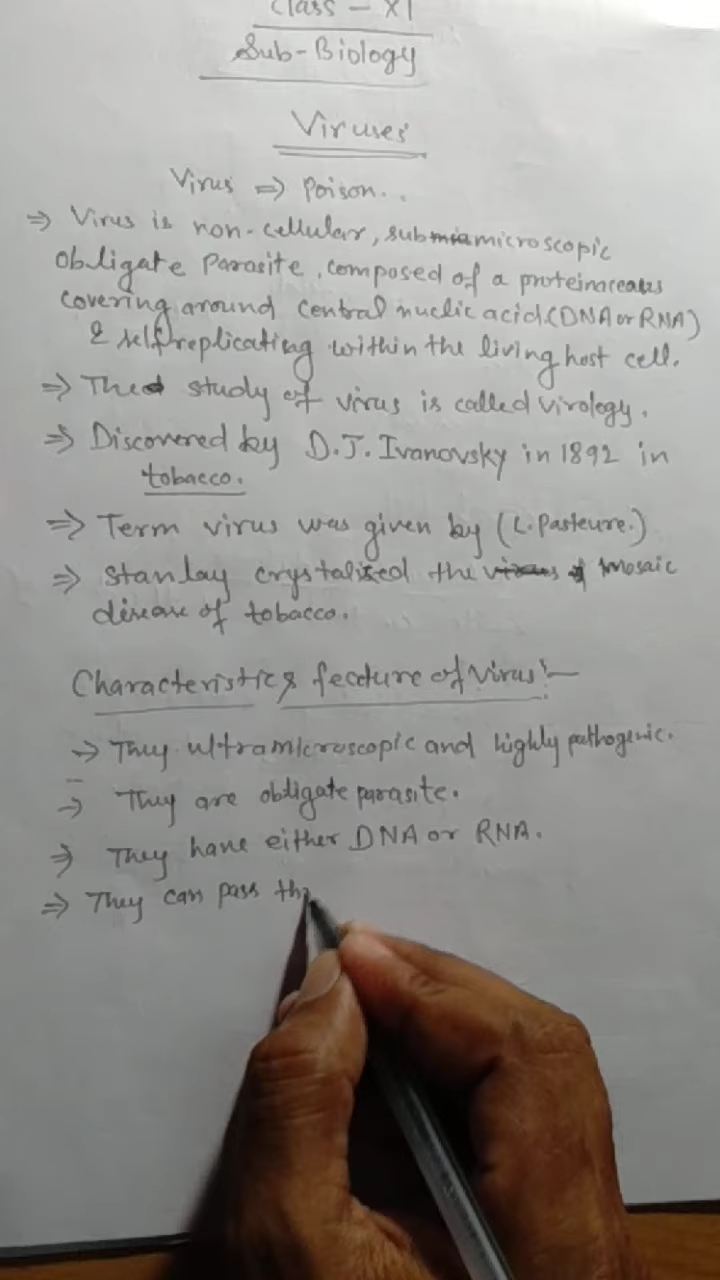 Class - XI
Sub-Biology
Viruses
Virus ⇒ Poison..
⇒ Virus is non-cellular, submicroscopic
obligate Parasite, composed of a proteinaceaus
covering around central nuclic acid.(DNA or RNA)
& self replicating within the living host cell.
⇒ The study of virus is called virology.
⇒ Discovered by D.J. Ivanovsky in 1892 in
tobacco.
⇒ Term virus was given by (L. Pasteure.)
⇒ Stanlay crystalised the mosaic
disease of tobacco.
Characteristics fecture of Virus:-
→ They ultramicroscopic and highly pathogenic.
→ They are obligate parasite.
⇒ They have either DNA or RNA.
⇒ They can pass th